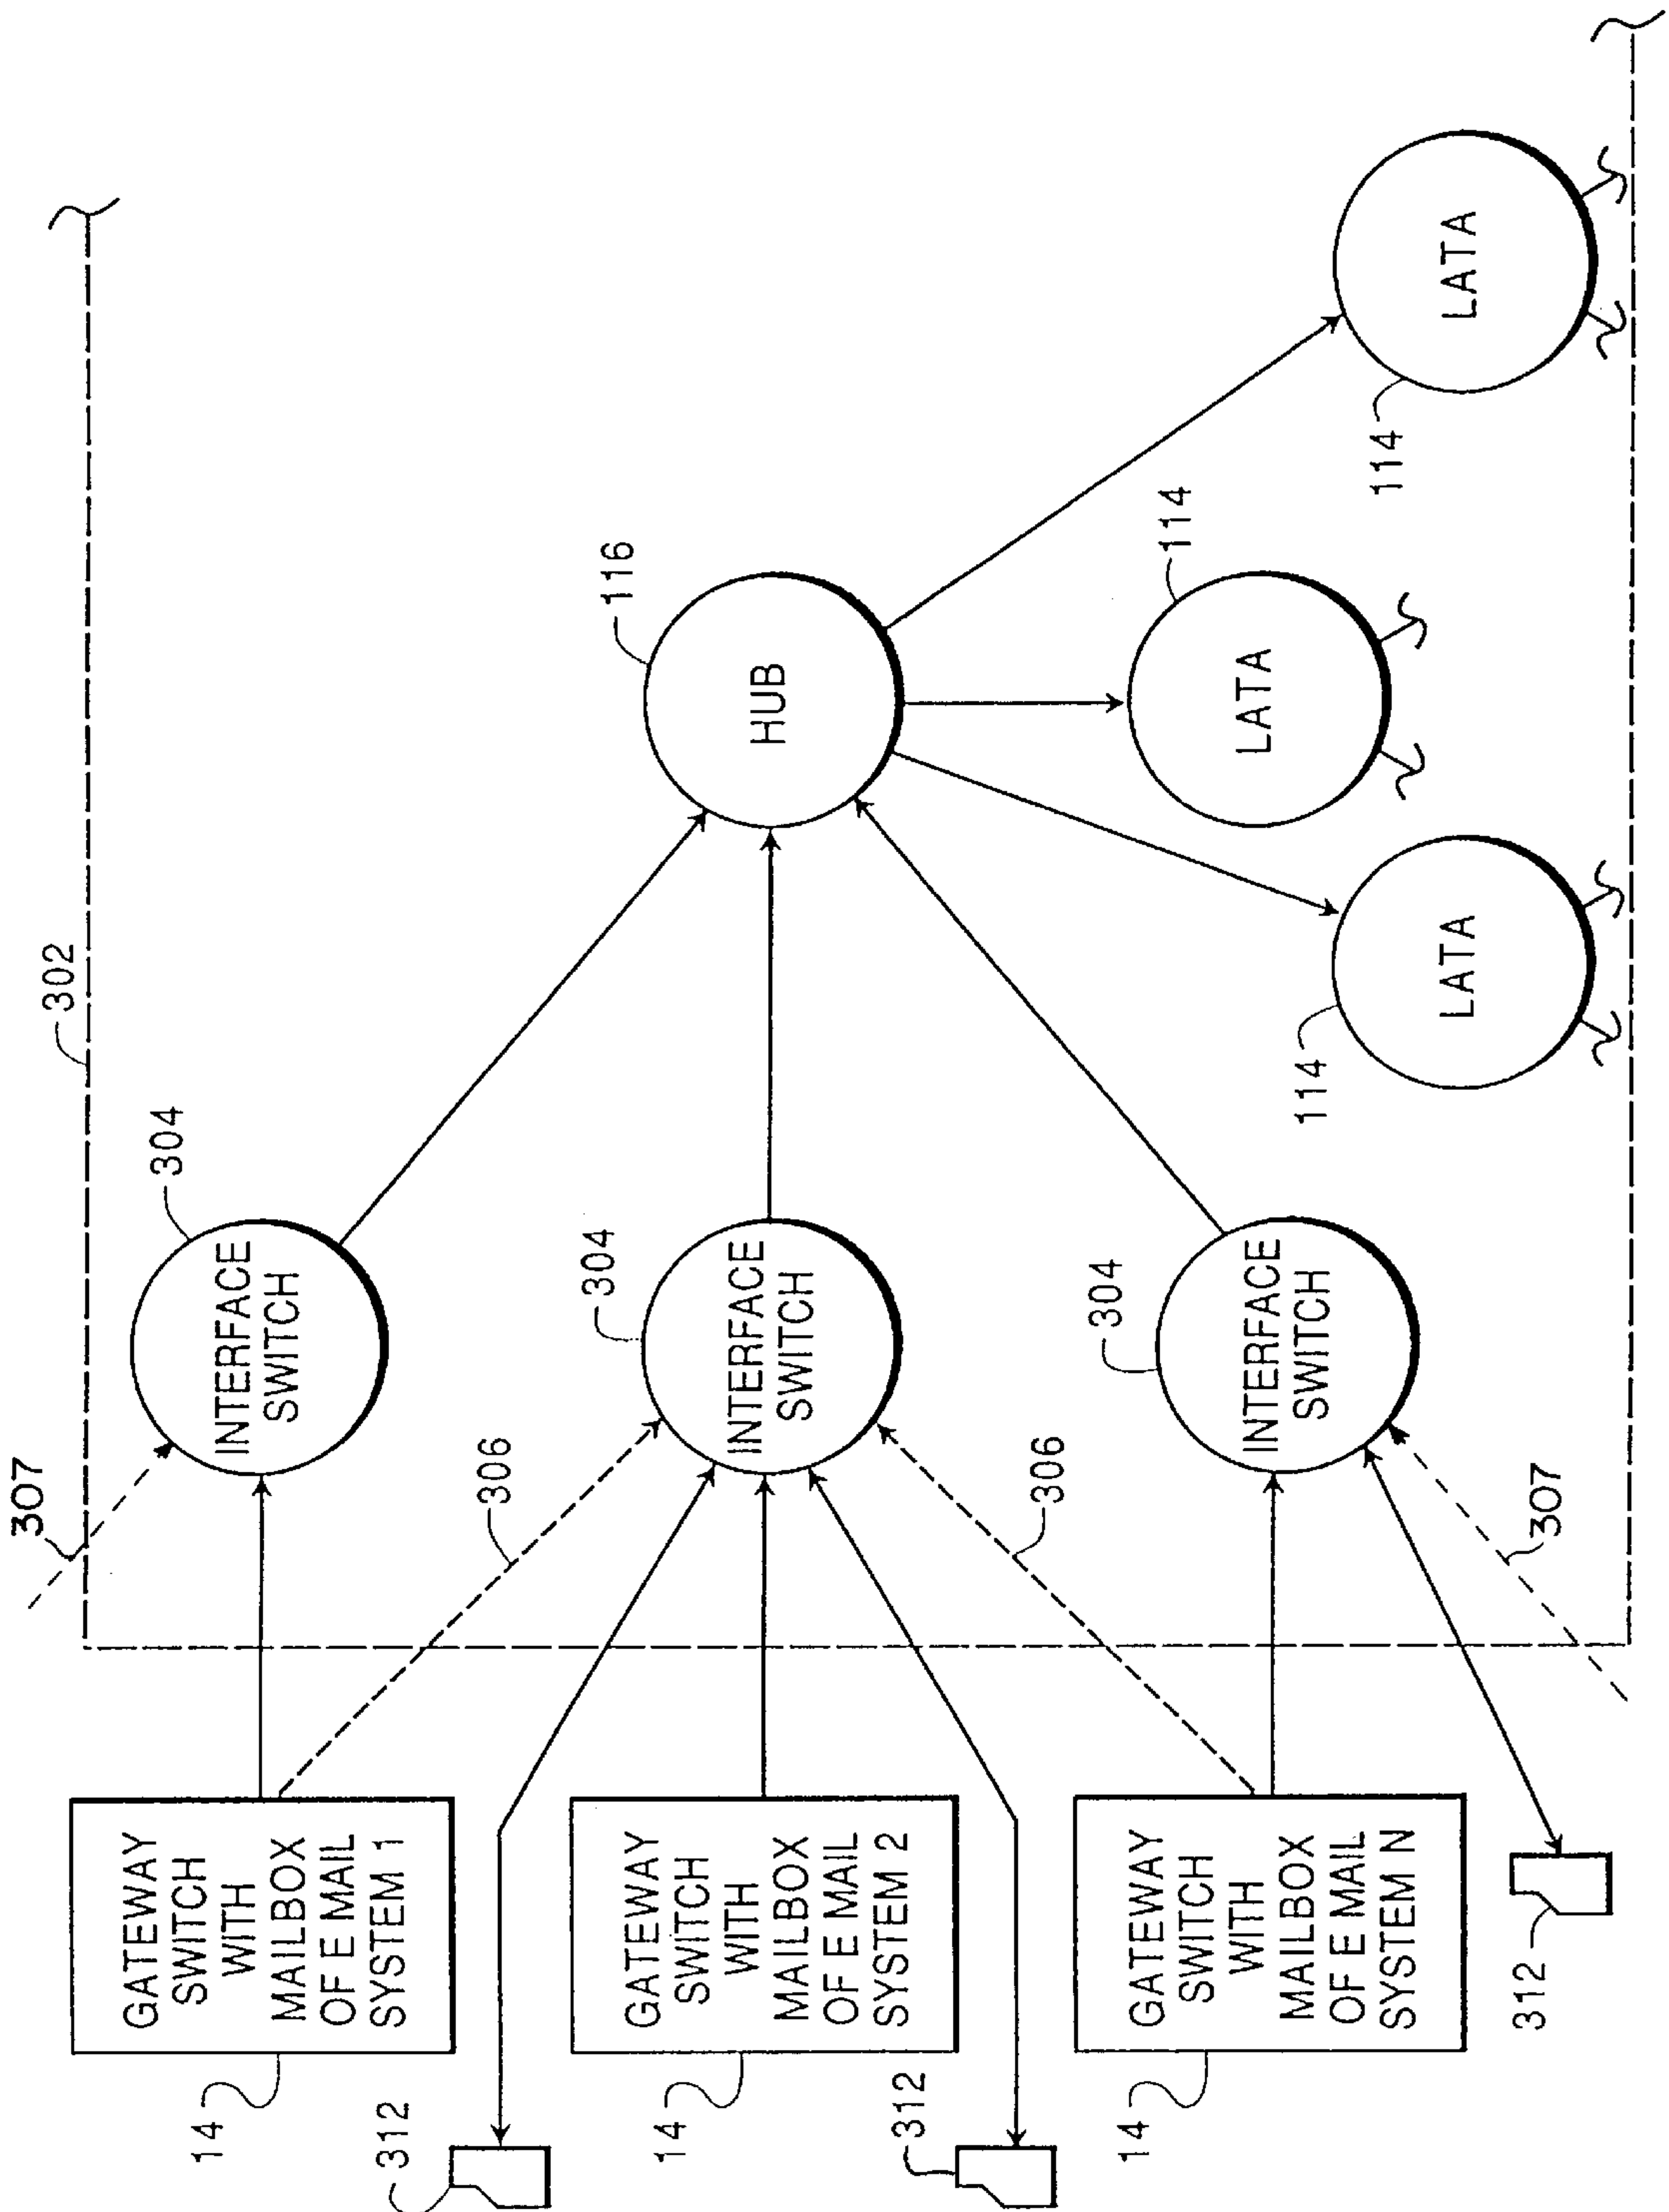 302
307
GATEWAY
SWITCH
WITH
MAILBOX
OF E MAIL
SYSTEM 1
14
312
INTERFACE
SWITCH
304
306
GATEWAY
SWITCH
WITH
MAILBOX
OF E MAIL
SYSTEM 2
14
312
INTERFACE
SWITCH
304
HUB
116
306
GATEWAY
SWITCH
WITH
MAILBOX
OF E MAIL
SYSTEM N
14
312
INTERFACE
SWITCH
304
307
LATA
114
LATA
114
LATA
114